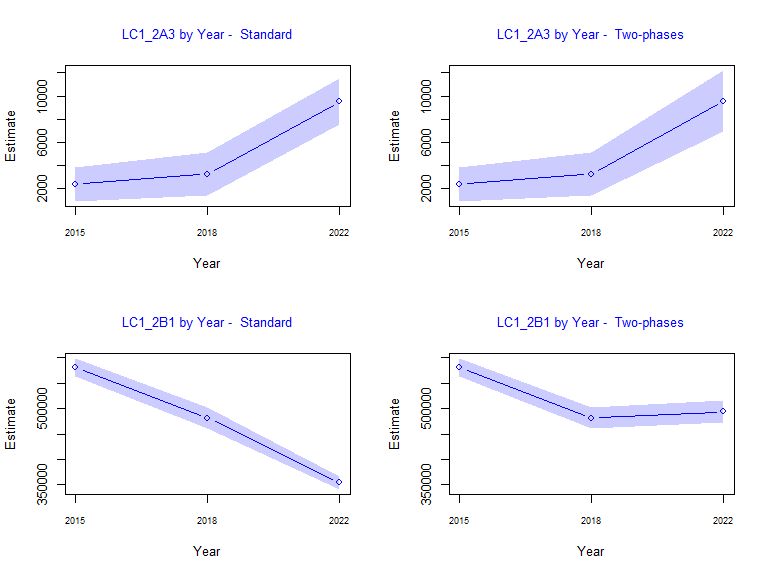 LC1_2A3 by Year -  Standard
Estimate
10000
6000
2000
2015
2018
2022
Year
LC1_2A3 by Year -  Two-phases
Estimate
10000
6000
2000
2015
2018
2022
Year
LC1_2B1 by Year -  Standard
Estimate
500000
350000
2015
2018
2022
Year
LC1_2B1 by Year -  Two-phases
Estimate
500000
350000
2015
2018
2022
Year